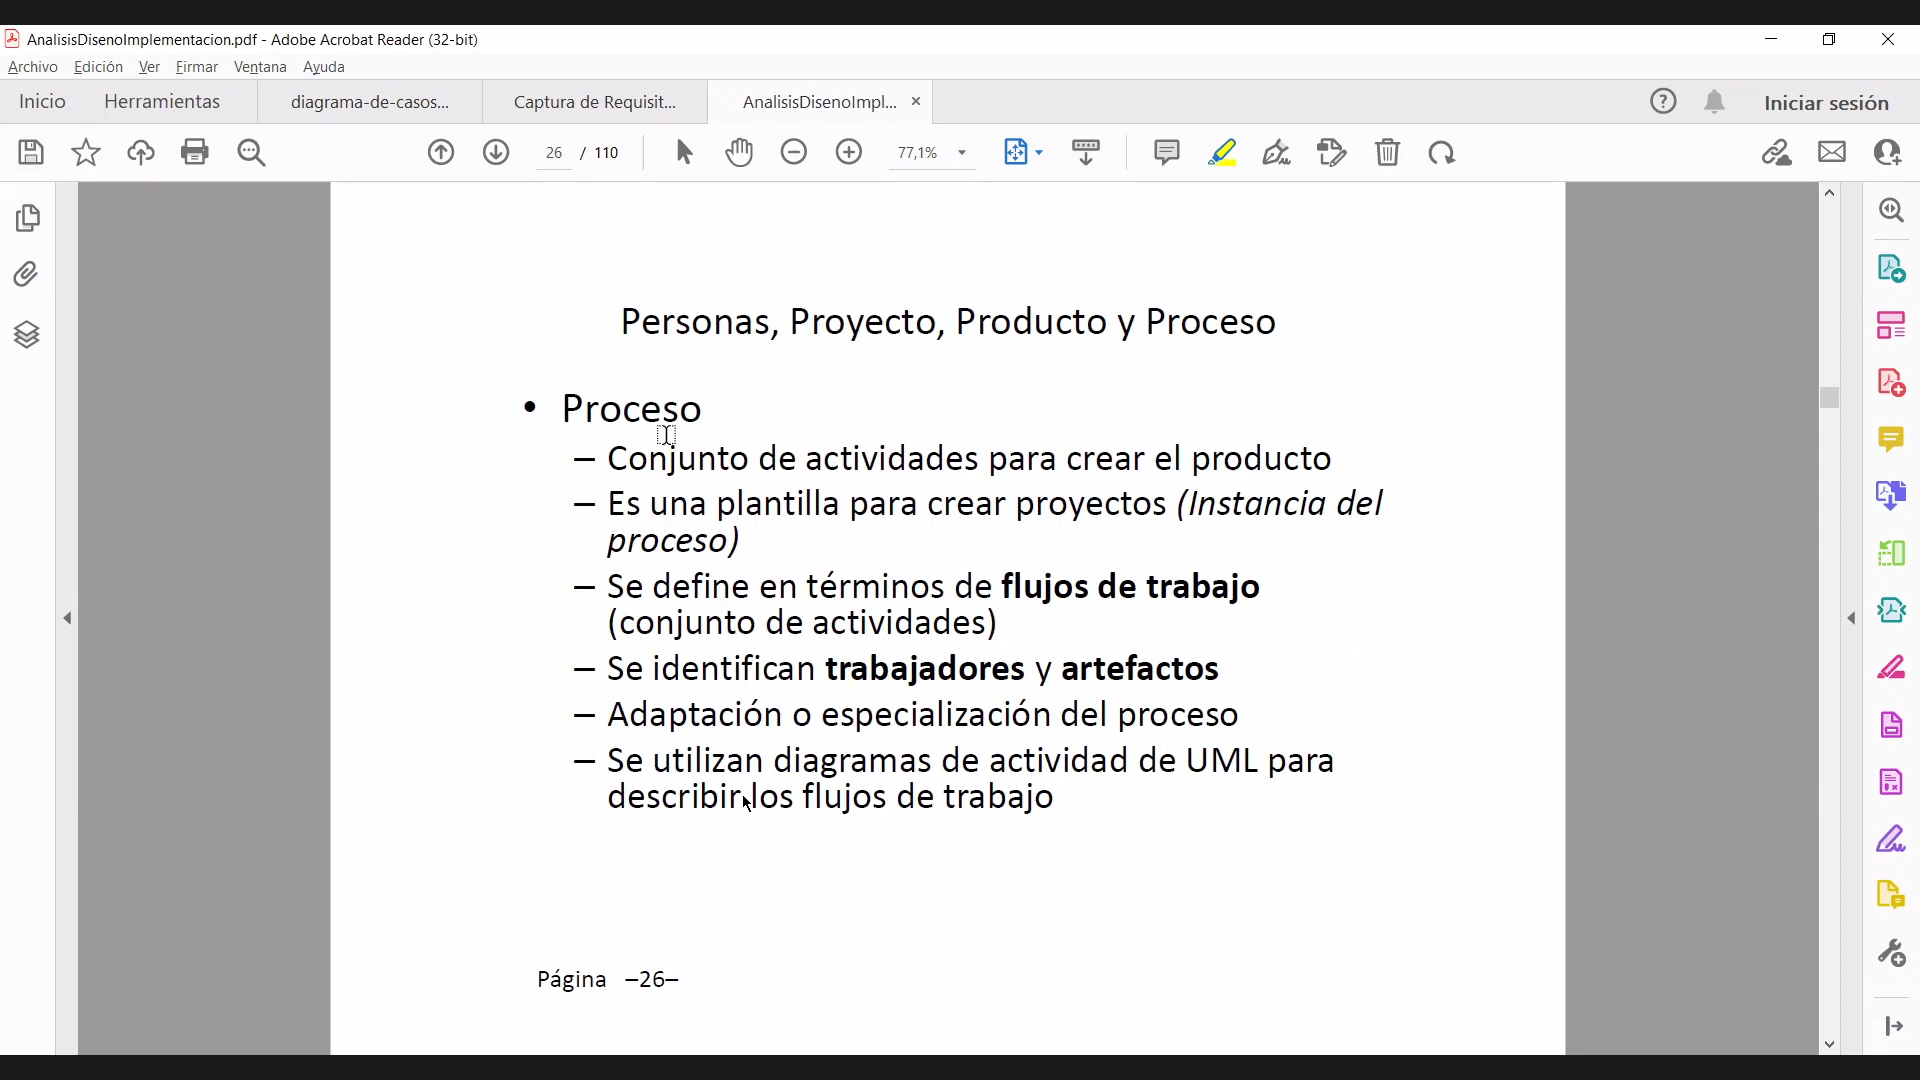 AnalisisDisenoImplementacion.pdf - Adobe Acrobat Reader (32-bit)
Archivo Edición Ver Firmar Ventana Ayuda
Inicio Herramientas diagrama-de-casos... Captura de Requisit... AnalisisDisenoImpl... × ? Iniciar sesión
26 / 110 77,1%
Personas, Proyecto, Producto y Proceso
• Proceso
– Conjunto de actividades para crear el producto
– Es una plantilla para crear proyectos (Instancia del
proceso)
– Se define en términos de flujos de trabajo
(conjunto de actividades)
– Se identifican trabajadores y artefactos
– Adaptación o especialización del proceso
– Se utilizan diagramas de actividad de UML para
describir los flujos de trabajo
Página –26–